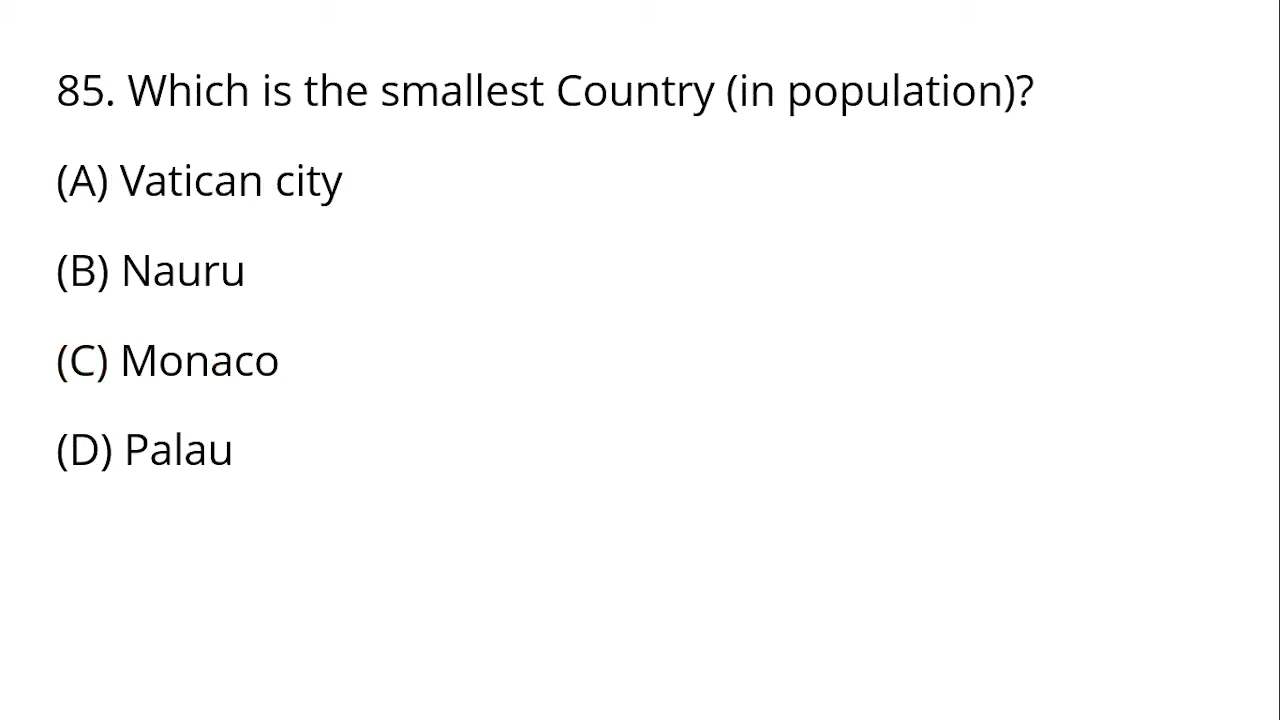 85. Which is the smallest Country (in population)?
(A) Vatican city
(B) Nauru
(C) Monaco
(D) Palau